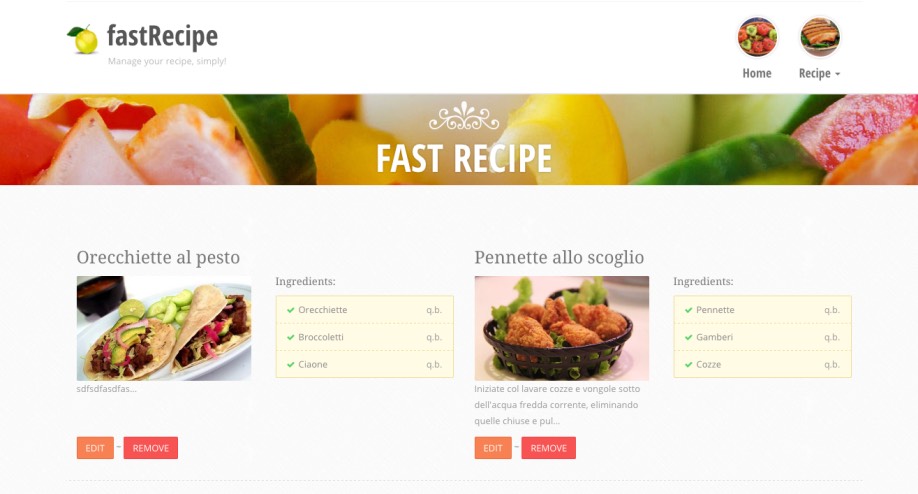 fastRecipe
Manage your recipe, simply!
Home
Recipe
FAST RECIPE
Orecchiette al pesto
Ingredients:
Orecchiette q.b.
Broccoletti q.b.
Ciaone q.b.
sdfsdfasdfas...
EDIT – REMOVE
Pennette allo scoglio
Ingredients:
Pennette q.b.
Gamberi q.b.
Cozze q.b.
Iniziate col lavare cozze e vongole sotto
dell'acqua fredda corrente, eliminando
quelle chiuse e pul...
EDIT – REMOVE